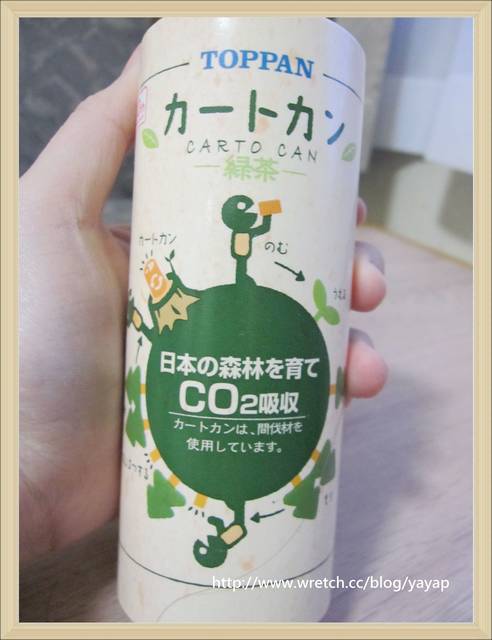 TOPPAN
カートカン
CARTO CAN
緑茶
カートカン
のむ
日本の森林を育て
CO2吸収
カートカンは、間伐材を
使用しています。
http://www.wretch.cc/blog/yayap